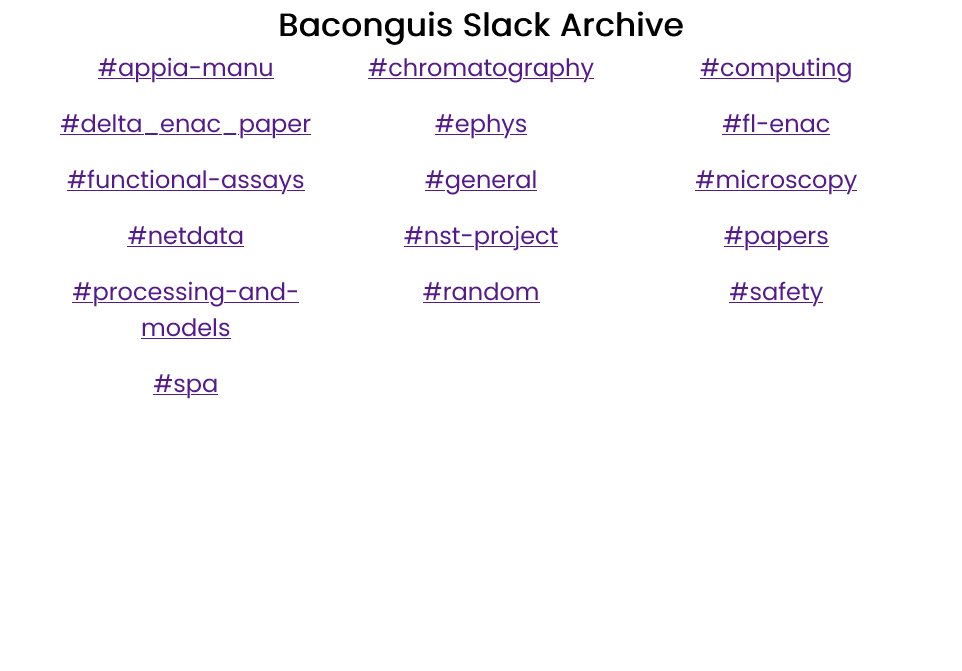 Baconguis Slack Archive
#appia-manu #chromatography #computing
#delta_enac_paper #ephys #fl-enac
#functional-assays #general #microscopy
#netdata #nst-project #papers
#processing-and- #random #safety
models
#spa